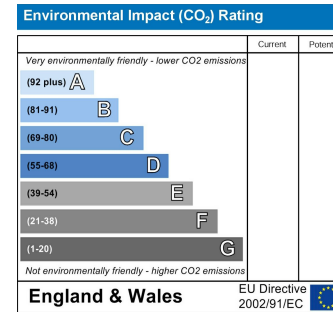 Environmental Impact (CO₂) Rating
Current Potent
Very environmentally friendly - lower CO2 emissions
(92 plus) A
(81-91) B
(69-80) C
(55-68) D
(39-54) E
(21-38) F
(1-20) G
Not environmentally friendly - higher CO2 emissions
England & Wales
EU Directive
2002/91/EC